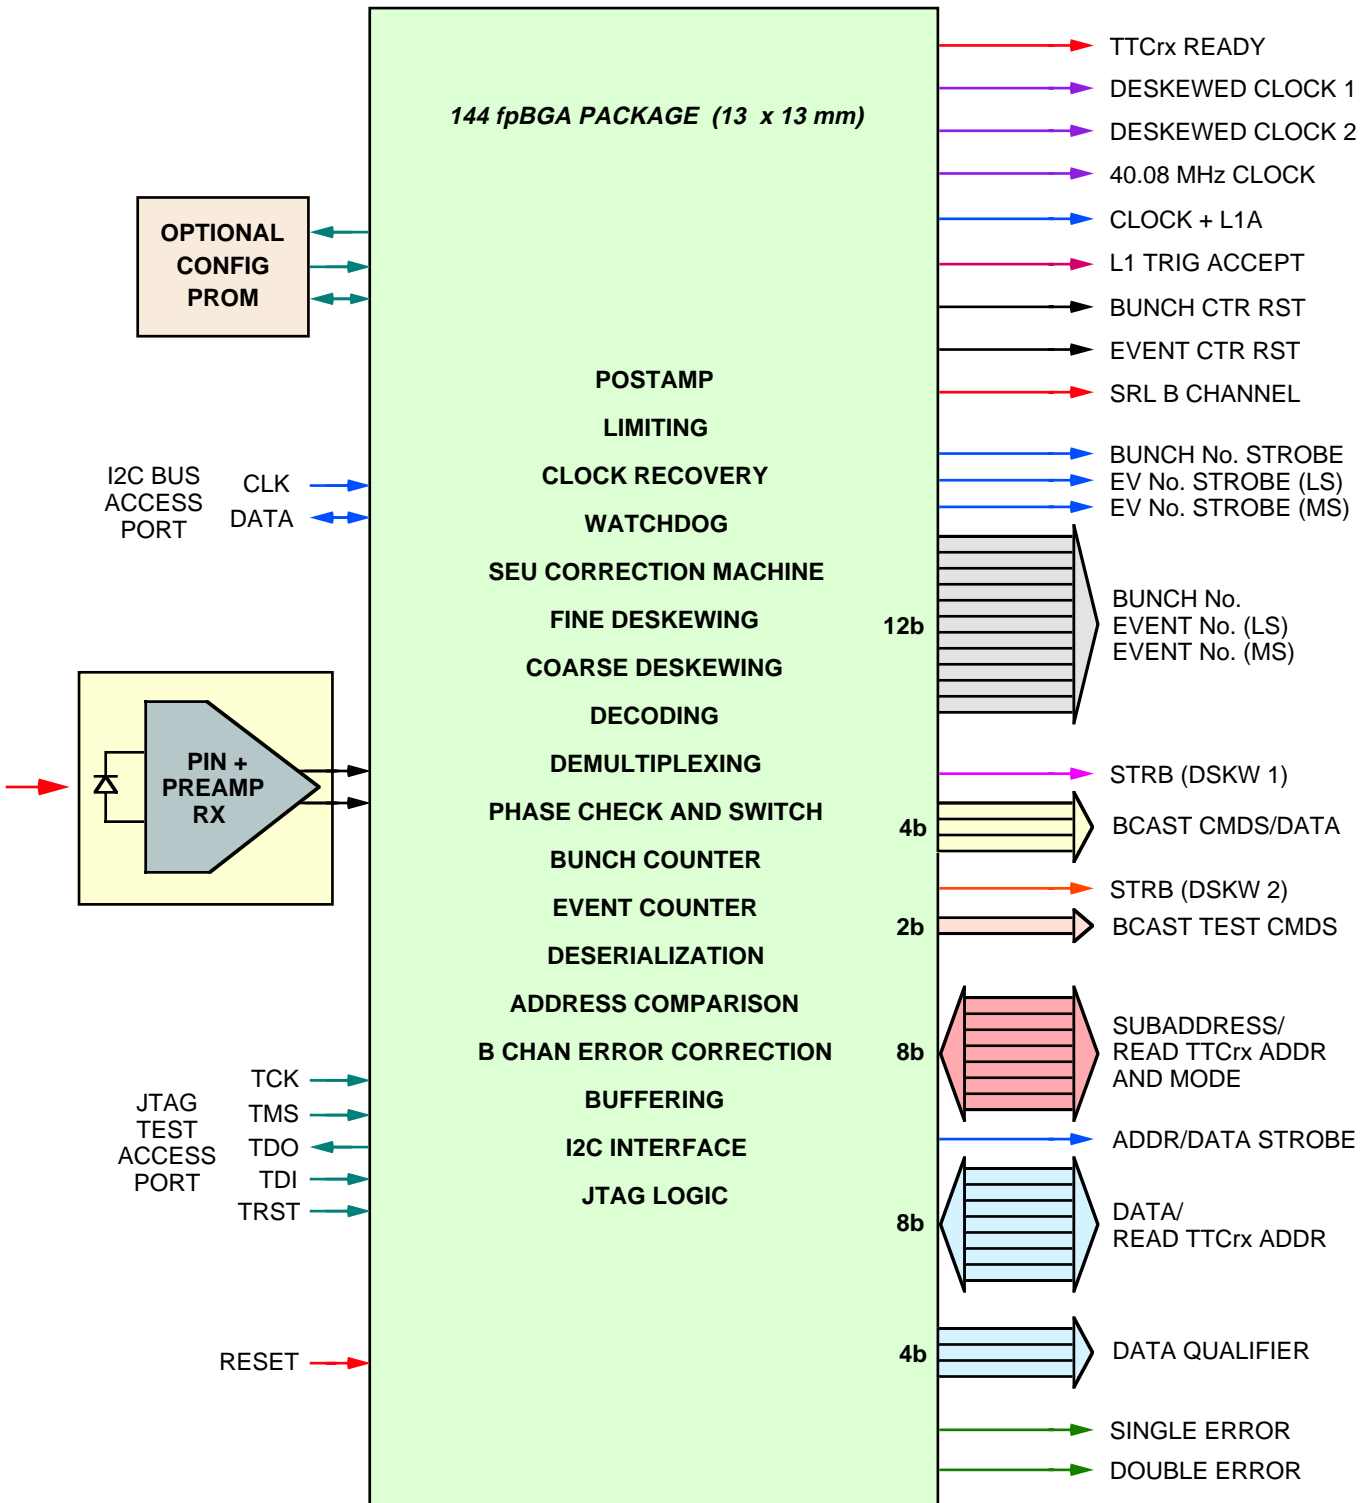 144 fpBGA PACKAGE (13 x 13 mm)
OPTIONAL
CONFIG
PROM
I2C BUS
ACCESS
PORT
CLK
DATA
PIN +
PREAMP
RX
JTAG
TEST
ACCESS
PORT
TCK
TMS
TDO
TDI
TRST
RESET
POSTAMP
LIMITING
CLOCK RECOVERY
WATCHDOG
SEU CORRECTION MACHINE
FINE DESKEWING
COARSE DESKEWING
DECODING
DEMULTIPLEXING
PHASE CHECK AND SWITCH
BUNCH COUNTER
EVENT COUNTER
DESERIALIZATION
ADDRESS COMPARISON
B CHAN ERROR CORRECTION
BUFFERING
I2C INTERFACE
JTAG LOGIC
TTCrx READY
DESKEWED CLOCK 1
DESKEWED CLOCK 2
40.08 MHz CLOCK
CLOCK + L1A
L1 TRIG ACCEPT
BUNCH CTR RST
EVENT CTR RST
SRL B CHANNEL
BUNCH No. STROBE
EV No. STROBE (LS)
EV No. STROBE (MS)
12b
BUNCH No.
EVENT No. (LS)
EVENT No. (MS)
STRB (DSKW 1)
4b
BCAST CMDS/DATA
STRB (DSKW 2)
2b
BCAST TEST CMDS
8b
SUBADDRESS/
READ TTCrx ADDR
AND MODE
ADDR/DATA STROBE
8b
DATA/
READ TTCrx ADDR
4b
DATA QUALIFIER
SINGLE ERROR
DOUBLE ERROR